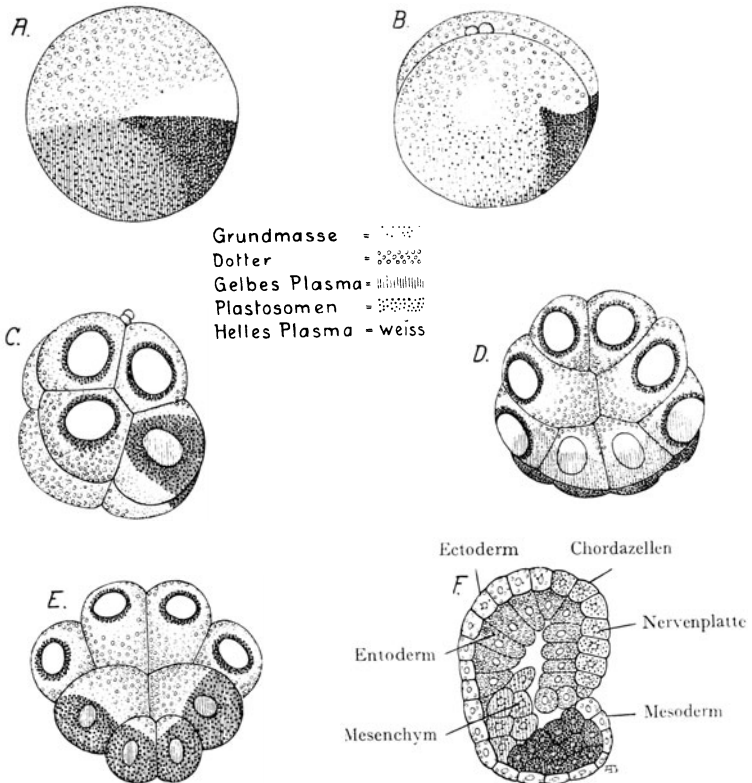 A.
B.
Grundmasse =
Dotter =
Gelbes Plasma =
Plastosomen =
Helles Plasma = weiss
C.
D.
E.
F.
Ectoderm
Chordazellen
Entoderm
Nervenplatte
Mesenchym
Mesoderm